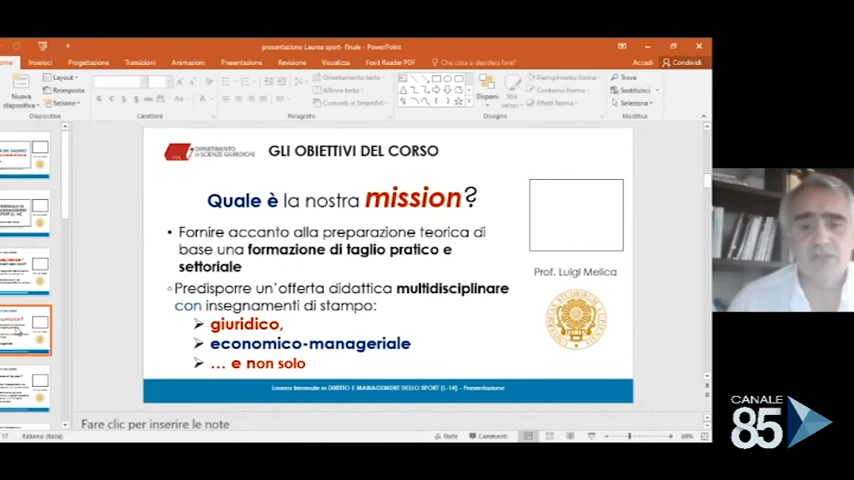 presentazione Laurea sport- finale - PowerPoint
Inserisci Progettazione Transizioni Animazioni Presentazione Revisione Visualizza Foxit Reader PDF Che cosa si desidera fare? Accedi Condividi
Layout
Reimposta
Sezione
Nuova
diapositiva
Orientamento testo
Allinea testo
Converti in SmartArt
Disponi
Stili
veloci
Riempimento forma
Contorno forma
Effetti forma
Trova
Sostituisci
Seleziona
Diapositive Carattere Paragrafo Disegno Modifica
DIPARTIMENTO
DI SCIENZE GIURIDICHE
GLI OBIETTIVI DEL CORSO
Quale è la nostra mission?
• Fornire accanto alla preparazione teorica di
base una formazione di taglio pratico e
settoriale
Predisporre un'offerta didattica multidisciplinare
con insegnamenti di stampo:
➢ giuridico,
➢ economico-manageriale
➢ … e non solo
Prof. Luigi Melica
Laurea triennale in DIRITTO E MANAGEMENT DELLO SPORT (L-14) - Presentazione
Fare clic per inserire le note
17 Italiano (Italia) Note Commenti 69%
CANALE
85